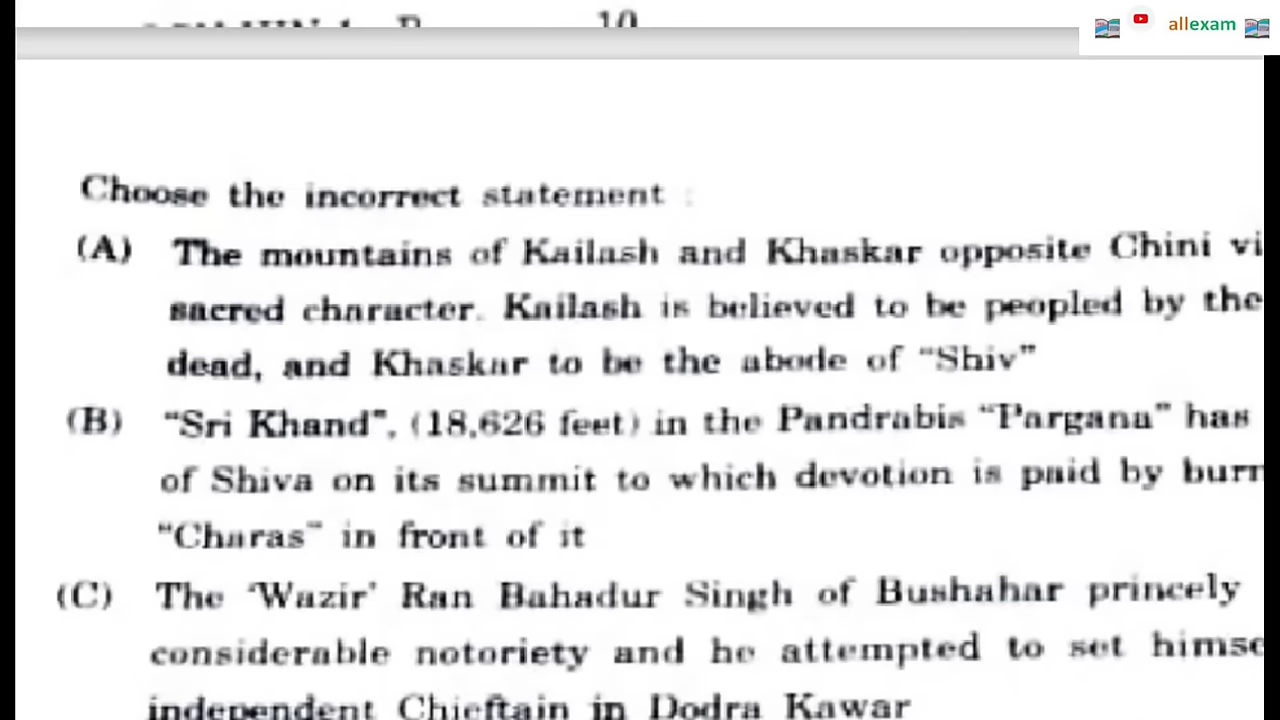 10
allexam
Choose the incorrect statement :
(A) The mountains of Kailash and Khaskar opposite Chini vi
sacred character. Kailash is believed to be peopled by the
dead, and Khaskar to be the abode of "Shiv"
(B) "Sri Khand", (18,626 feet) in the Pandrabis "Pargana" has
of Shiva on its summit to which devotion is paid by burn
"Charas" in front of it
(C) The 'Wazir' Ran Bahadur Singh of Bushahar princely
considerable notoriety and he attempted to set himse
independent Chieftain in Dodra Kawar